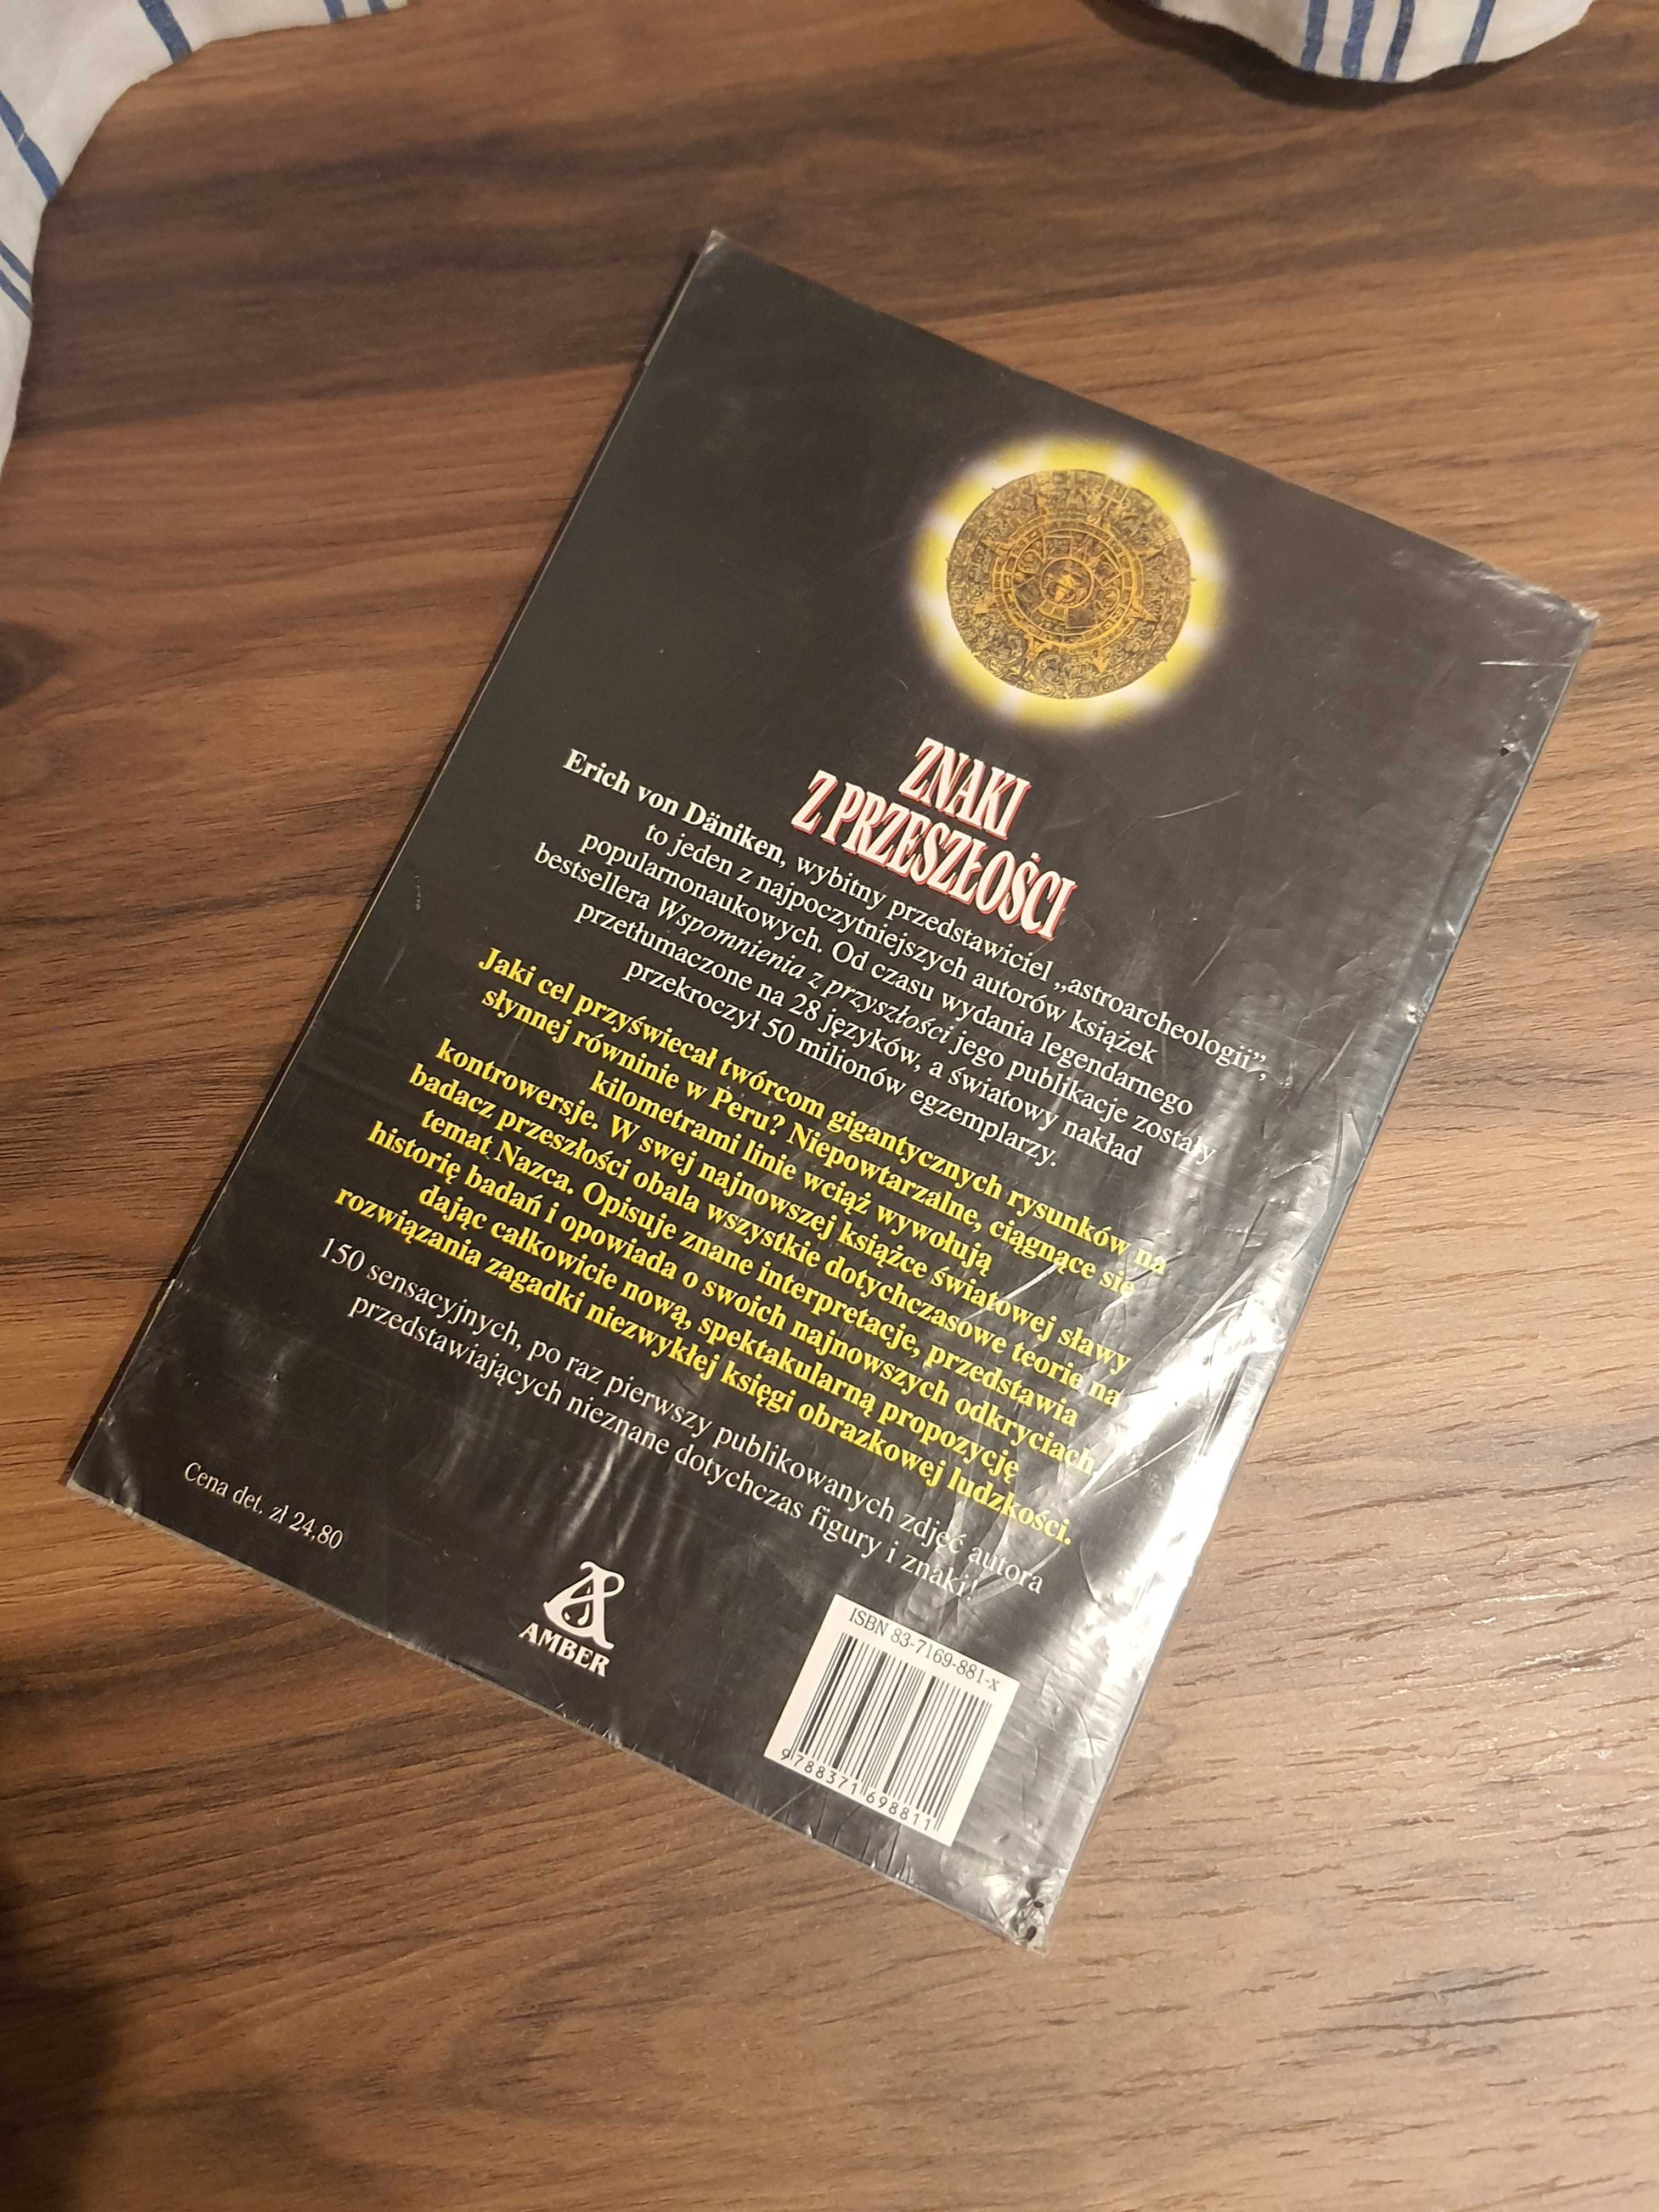 ZNAKI
Z PRZESZŁOŚCI
Erich von Däniken, wybitny przedstawiciel „astroarcheologii”,
to jeden z najpoczytniejszych autorów książek
popularnonaukowych. Od czasu wydania legendarnego
bestsellera Wspomnienia z przyszłości jego publikacje zostały
przetłumaczone na 28 języków, a światowy nakład
przekroczył 50 milionów egzemplarzy.
Jaki cel przyświecał twórcom gigantycznych rysunków na
słynnej równinie w Peru? Niepowtarzalne, ciągnące się
kilometrami linie wciąż wywołują
kontrowersje. W swej najnowszej książce światowej sławy
badacz przeszłości obala wszystkie dotychczasowe teorie na
temat Nazca. Opisuje znane interpretacje, przedstawia
historię badań i opowiada o swoich najnowszych odkryciach,
dając całkowicie nową, spektakularną propozycję
rozwiązania zagadki niezwykłej księgi obrazkowej ludzkości.
150 sensacyjnych, po raz pierwszy publikowanych zdjęć autora
przedstawiających nieznane dotychczas figury i znaki!
Cena det. zł 24,80
AMBER
ISBN 83-7169-881-X
9788371698811